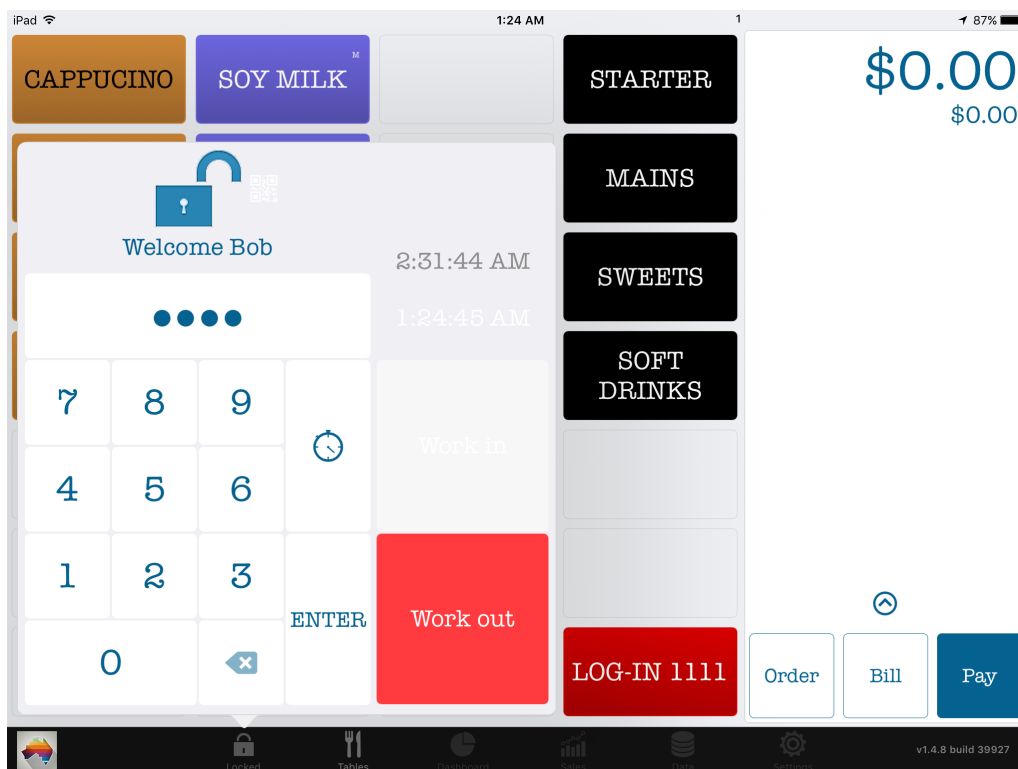 iPad
1:24 AM
1
87%
CAPPUCINO
SOY MILK
M
STARTER
$0.00
$0.00
MAINS
Welcome Bob
2:31:44 AM
1:24:45 AM
SWEETS
SOFT
DRINKS
7
8
9
Work in
4
5
6
1
2
3
ENTER
Work out
0
LOG-IN 1111
Order
Bill
Pay
Locked
Tables
Dashboard
Sales
Data
Settings
v1.4.8 build 39927